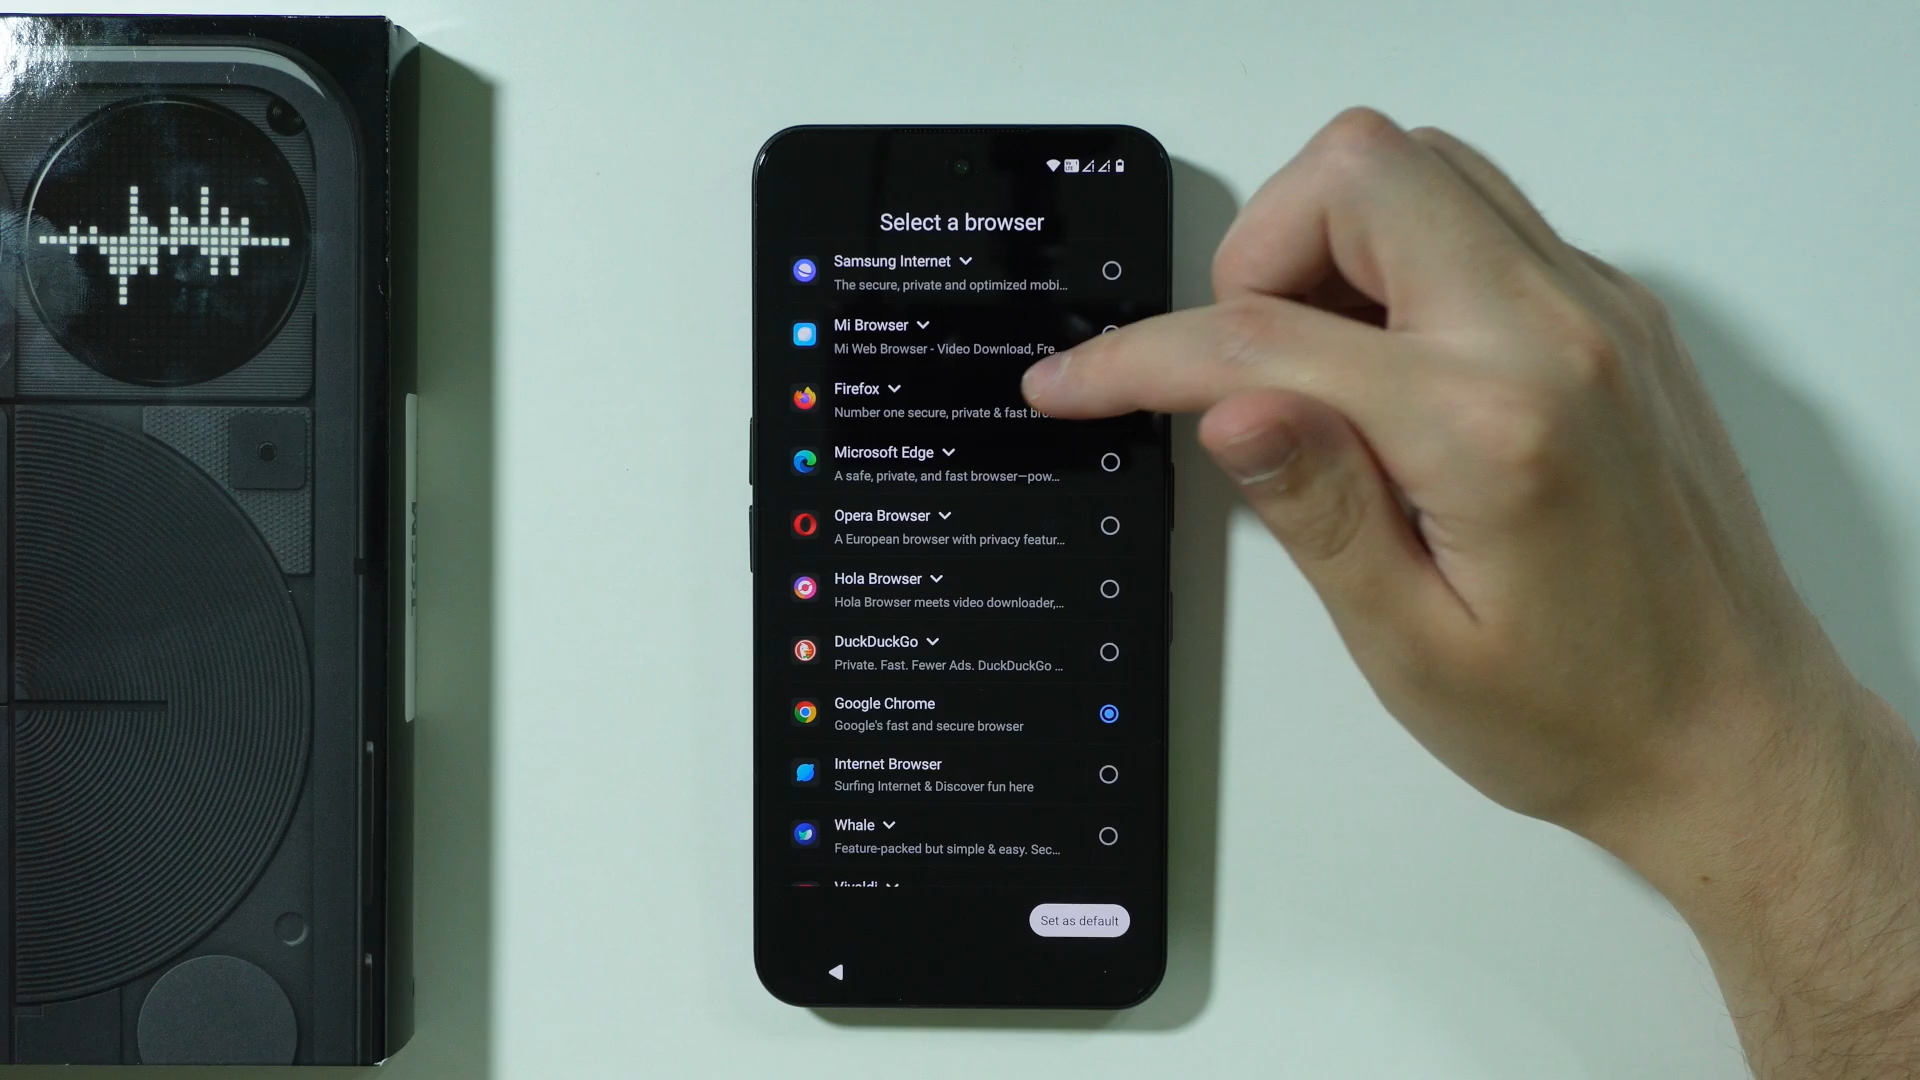 Select a browser
Samsung Internet
The secure, private and optimized mobi...
Mi Browser
Mi Web Browser - Video Download, Fre...
Firefox
Number one secure, private & fast bro...
Microsoft Edge
A safe, private, and fast browser—pow...
Opera Browser
A European browser with privacy featur...
Hola Browser
Hola Browser meets video downloader,...
DuckDuckGo
Private. Fast. Fewer Ads. DuckDuckGo ...
Google Chrome
Google's fast and secure browser
Internet Browser
Surfing Internet & Discover fun here
Whale
Feature-packed but simple & easy. Sec...
Vivaldi
Set as default